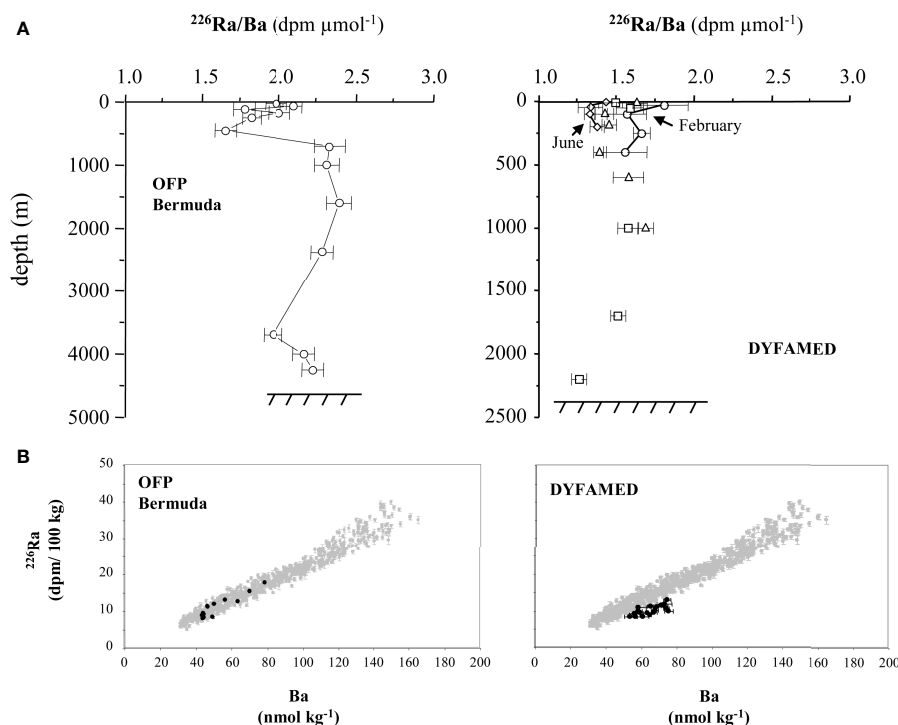 A
²²⁶Ra/Ba (dpm µmol⁻¹)
1.0 1.5 2.0 2.5 3.0
0
1000
2000
3000
4000
5000
depth (m)
OFP
Bermuda
²²⁶Ra/Ba (dpm µmol⁻¹)
1.0 1.5 2.0 2.5 3.0
0
500
1000
1500
2000
2500
June
February
DYFAMED
B
50
40
30
20
10
0
²²⁶Ra
(dpm/ 100 kg)
OFP
Bermuda
0 20 40 60 80 100 120 140 160 180 200
Ba
(nmol kg⁻¹)
DYFAMED
0 20 40 60 80 100 120 140 160 180 200
Ba
(nmol kg⁻¹)